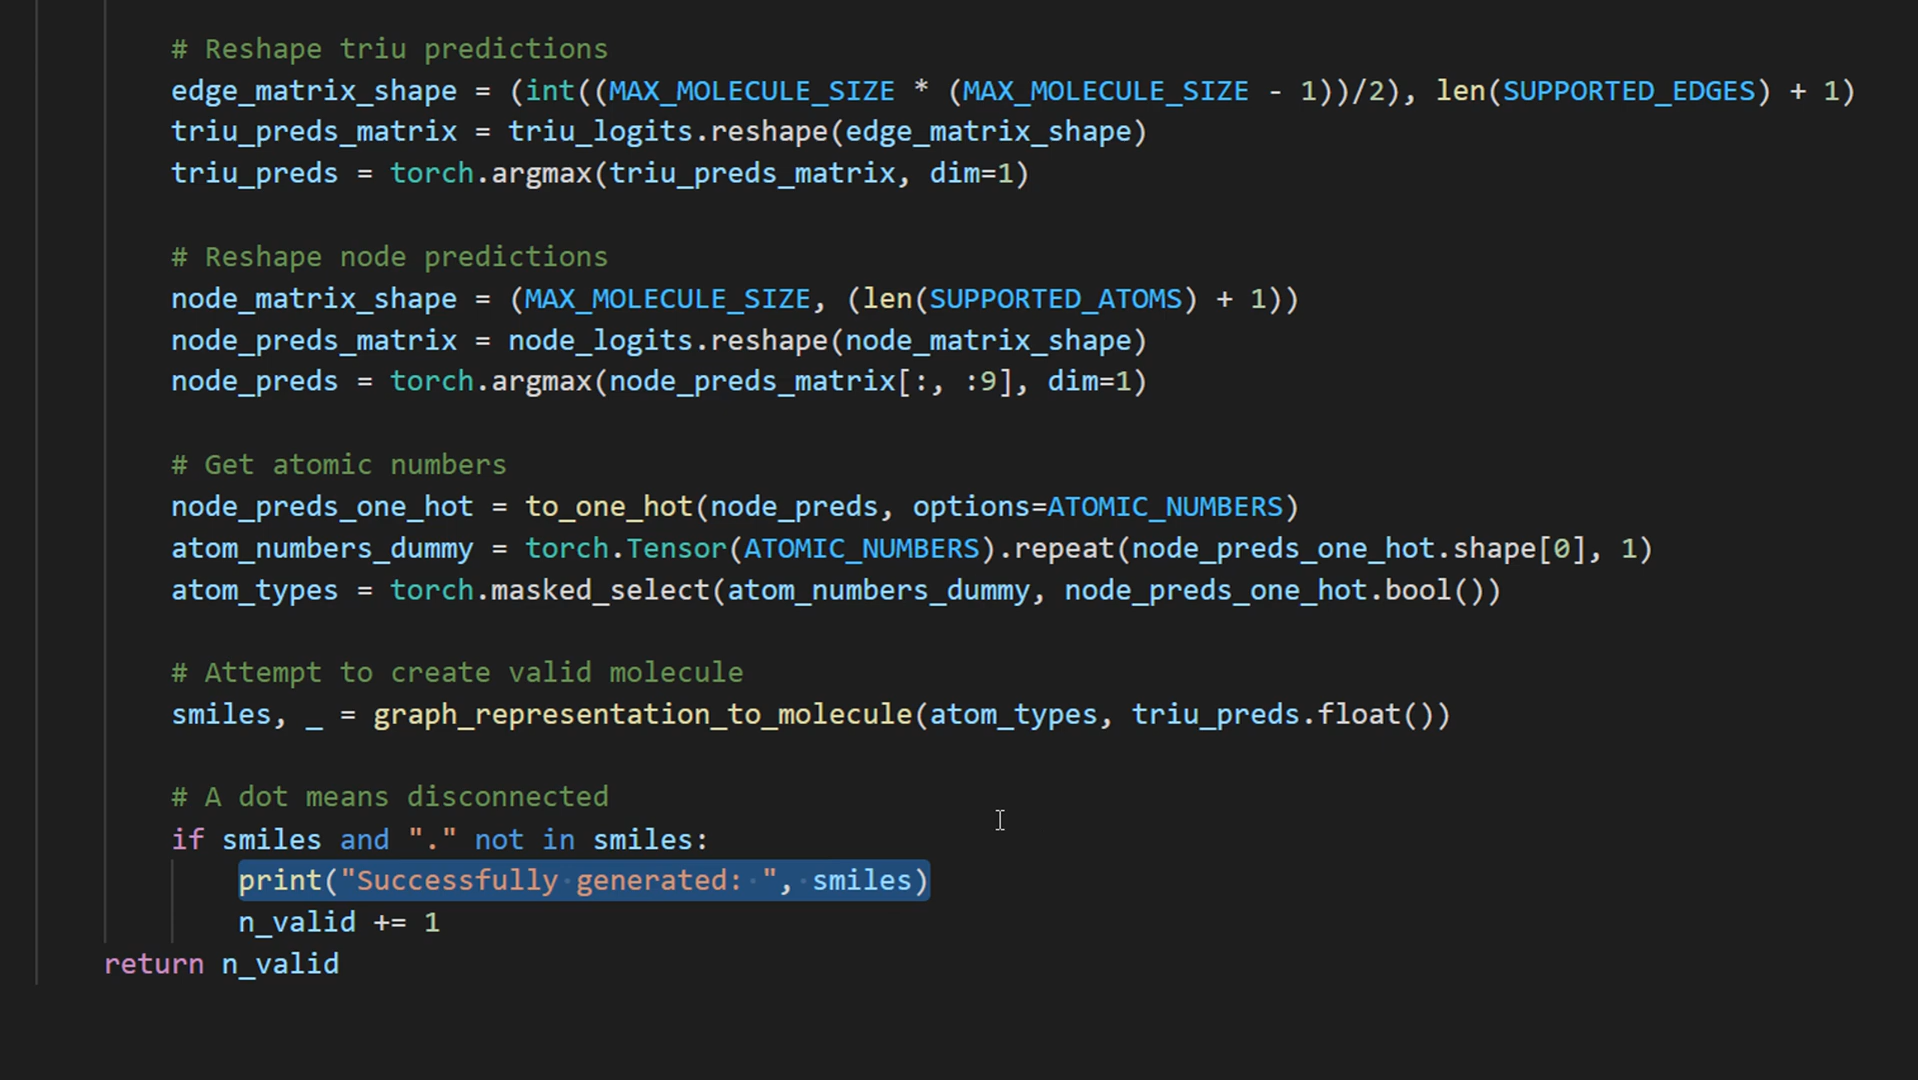 # Reshape triu predictions
edge_matrix_shape = (int((MAX_MOLECULE_SIZE * (MAX_MOLECULE_SIZE - 1))/2), len(SUPPORTED_EDGES) + 1)
triu_preds_matrix = triu_logits.reshape(edge_matrix_shape)
triu_preds = torch.argmax(triu_preds_matrix, dim=1)
# Reshape node predictions
node_matrix_shape = (MAX_MOLECULE_SIZE, (len(SUPPORTED_ATOMS) + 1))
node_preds_matrix = node_logits.reshape(node_matrix_shape)
node_preds = torch.argmax(node_preds_matrix[:, :9], dim=1)
# Get atomic numbers
node_preds_one_hot = to_one_hot(node_preds, options=ATOMIC_NUMBERS)
atom_numbers_dummy = torch.Tensor(ATOMIC_NUMBERS).repeat(node_preds_one_hot.shape[0], 1)
atom_types = torch.masked_select(atom_numbers_dummy, node_preds_one_hot.bool())
# Attempt to create valid molecule
smiles, _ = graph_representation_to_molecule(atom_types, triu_preds.float())
# A dot means disconnected
if smiles and "." not in smiles:
print("Successfully generated: ", smiles)
n_valid += 1
return n_valid